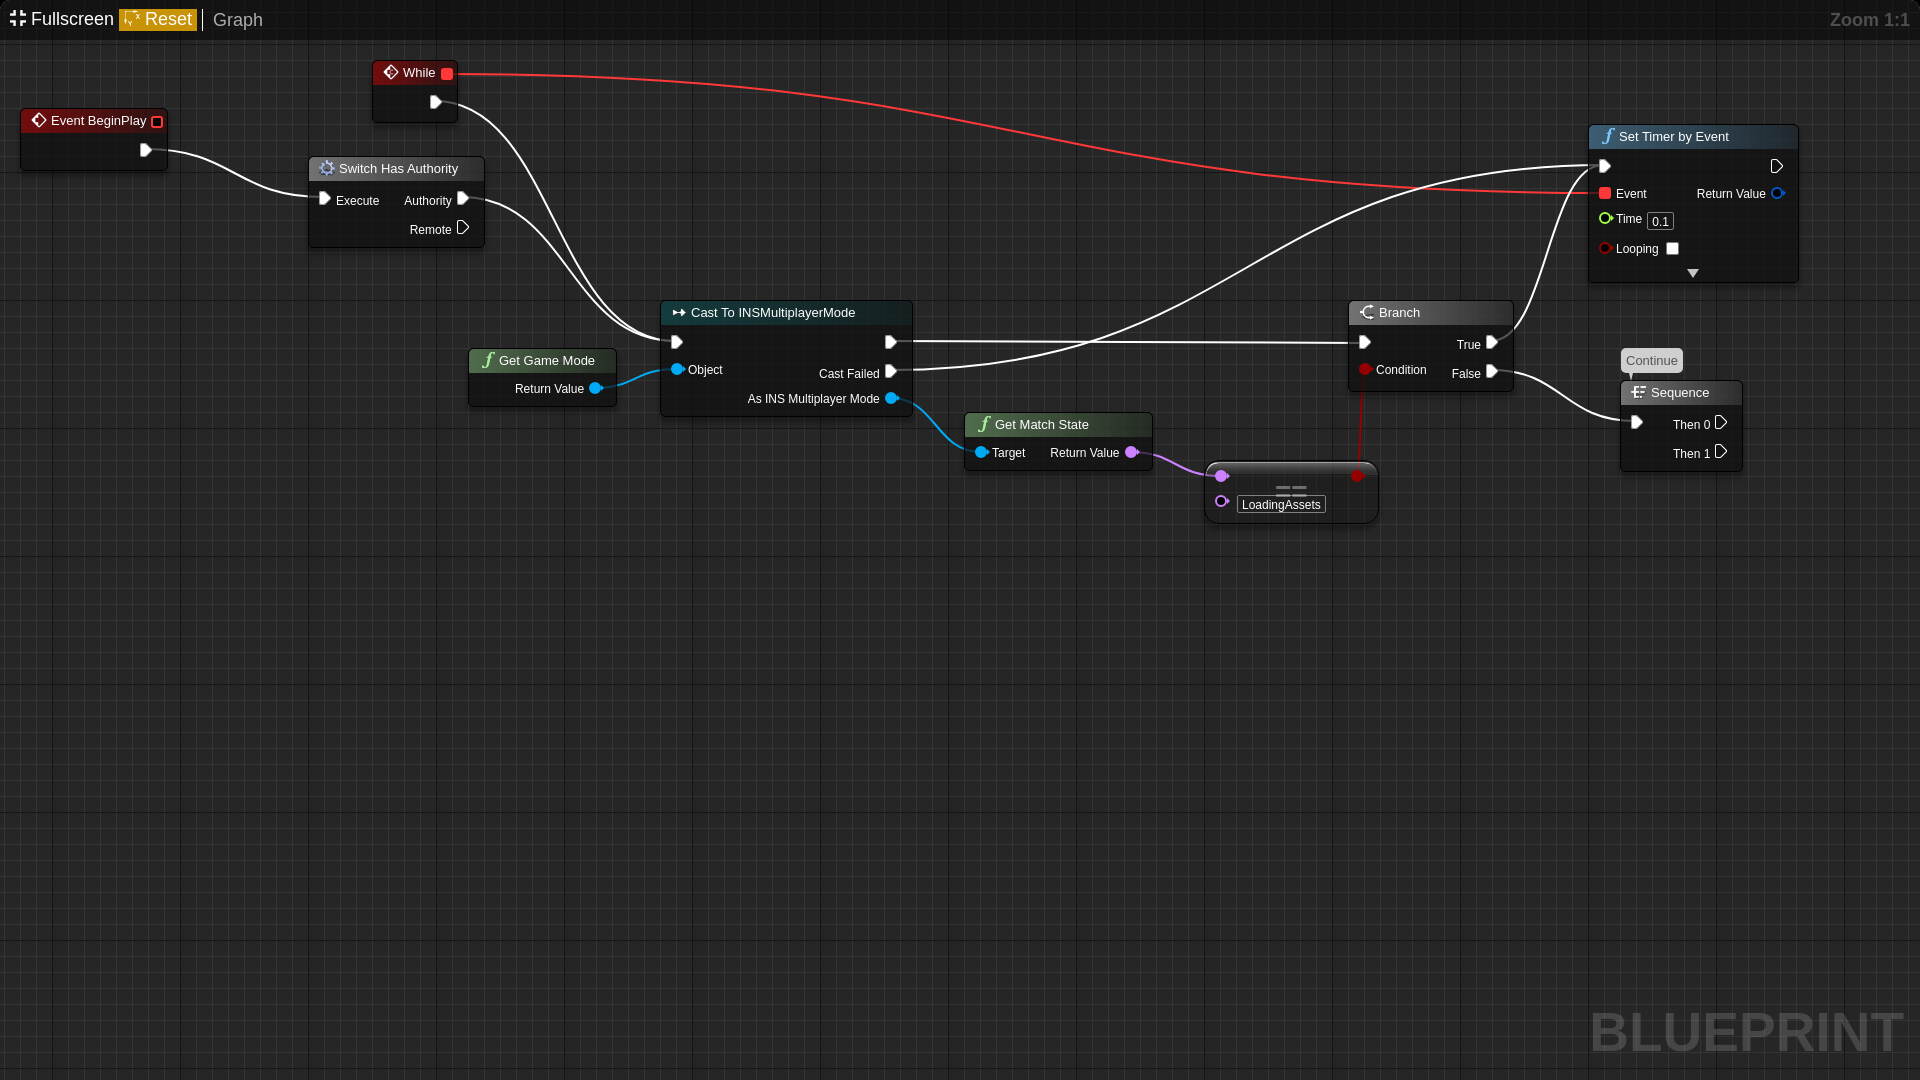 Fullscreen Reset Graph
Zoom 1:1
While
Event BeginPlay
Switch Has Authority
Execute Authority
Remote
Set Timer by Event
Event Return Value
Time 0.1
Looping
Cast To INSMultiplayerMode
Object
Cast Failed
As INS Multiplayer Mode
Get Game Mode
Return Value
Branch
True
Condition False
Continue
Sequence
Then 0
Then 1
Get Match State
Target Return Value
==
LoadingAssets
BLUEPRINT